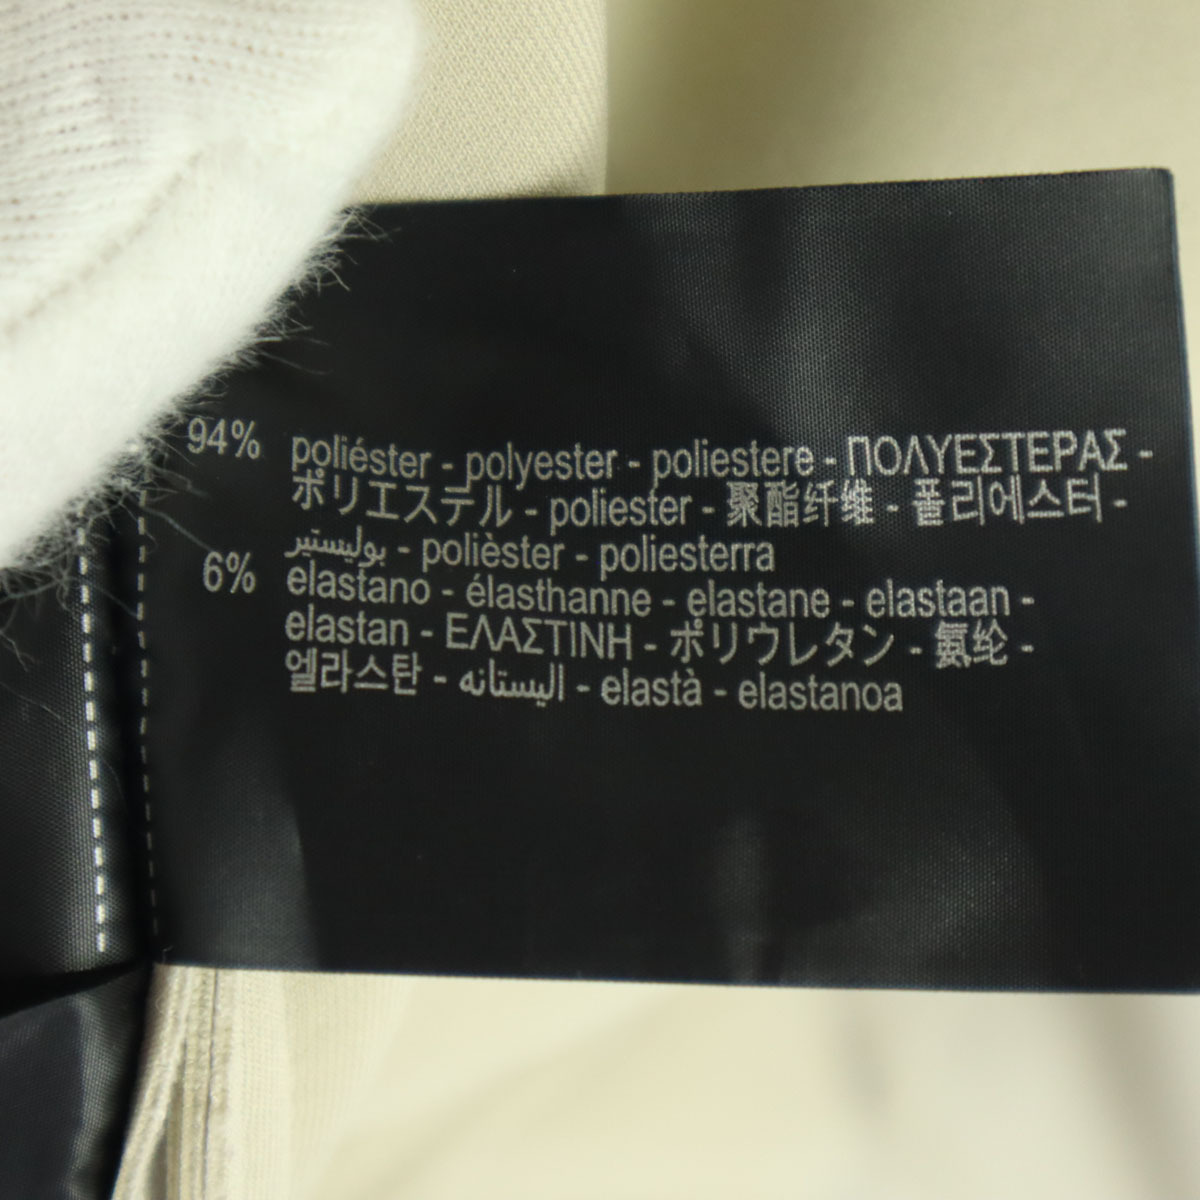 94% poliéster - polyester - poliestere - ΠΟΛΥΕΣΤΕΡΑΣ -
ポリエステル - poliester - 聚酯纤维 - 폴리에스터 -
بوليستير - polièster - poliesterra
6% elastano - élasthanne - elastane - elastaan -
elastan - ΕΛΑΣΤΙΝΗ - ポリウレタン - 氨纶 -
엘라스탄 - اليستانه - elastà - elastanoa